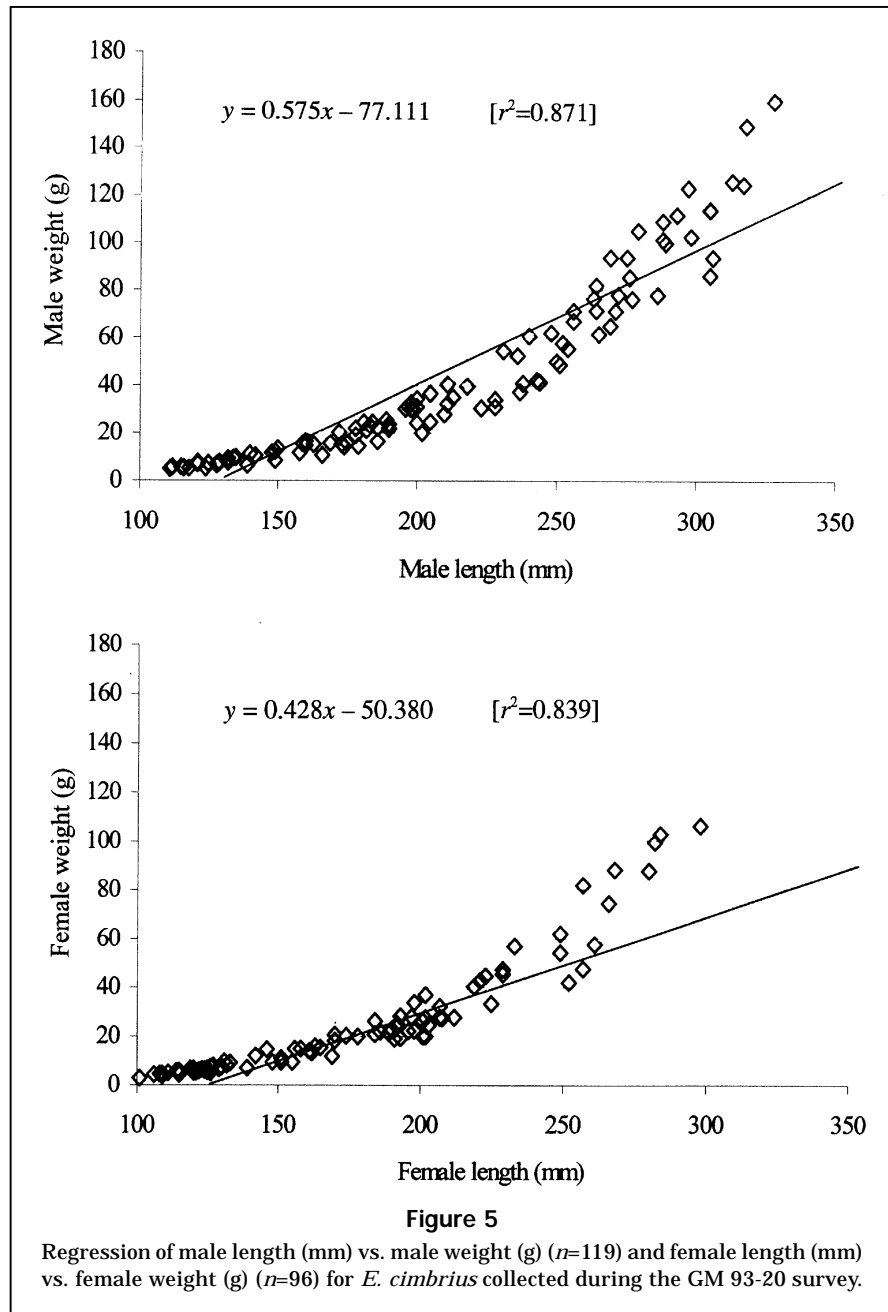 180
160
140
120
100
80
60
40
20
0
y = 0.575x – 77.111 [r²=0.871]
Male weight (g)
100 150 200 250 300 350
Male length (mm)
180
160
140
120
100
80
60
40
20
0
y = 0.428x – 50.380 [r²=0.839]
Female weight (g)
100 150 200 250 300 350
Female length (mm)
Figure 5
Regression of male length (mm) vs. male weight (g) (n=119) and female length (mm)
vs. female weight (g) (n=96) for E. cimbrius collected during the GM 93-20 survey.